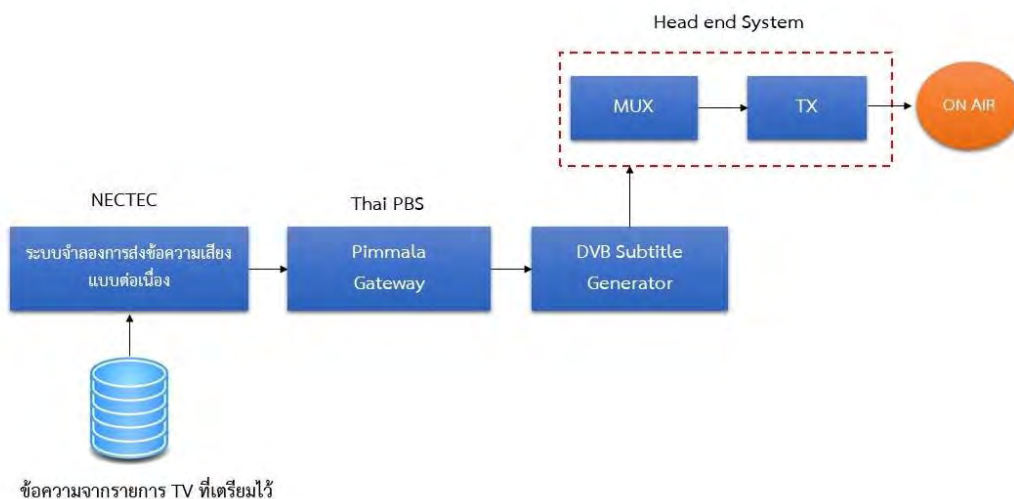 Head end System
MUX
TX
ON AIR
NECTEC
Thai PBS
ระบบจำลองการส่งข้อความเสียง
แบบต่อเนื่อง
Pimmala
Gateway
DVB Subtitle
Generator
ข้อความจากรายการ TV ที่เตรียมไว้